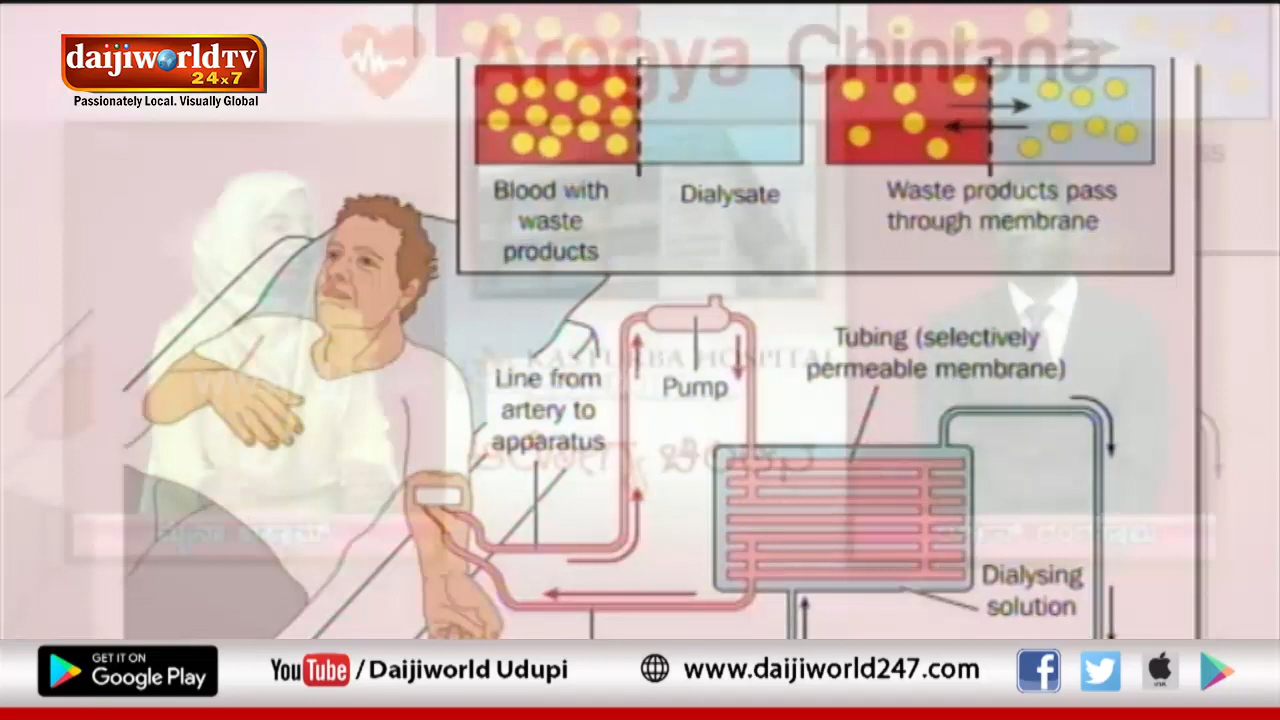 daijiworldTV
24x7
Passionately Local. Visually Global
Arogya Chintana
Blood with
waste
products
Dialysate
Waste products pass
through membrane
KASTURBA HOSPITAL
Line from
artery to
apparatus
Pump
Tubing (selectively
permeable membrane)
Dialysing
solution
GET IT ON
Google Play
YouTube / Daijiworld Udupi
www.daijiworld247.com